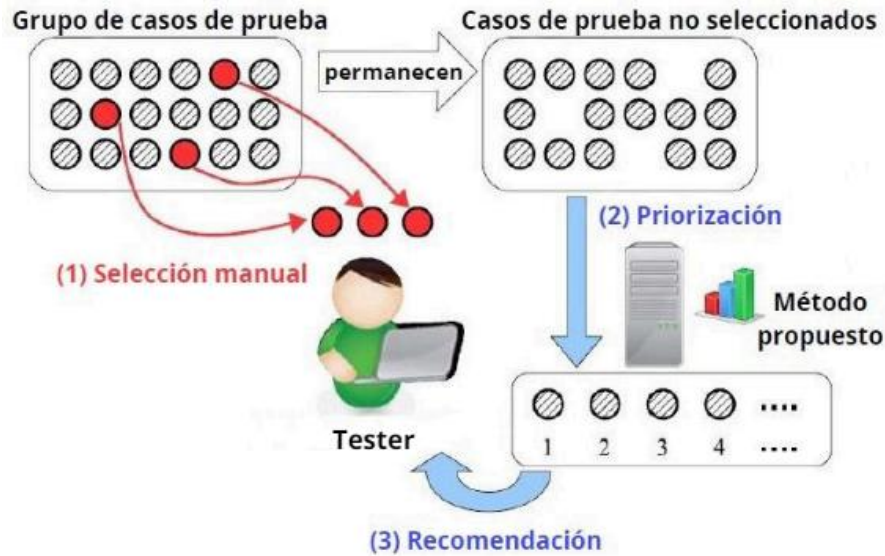 Grupo de casos de prueba
Casos de prueba no seleccionados
permanecen
(1) Selección manual
(2) Priorización
Método
propuesto
Tester
1 2 3 4 ....
(3) Recomendación